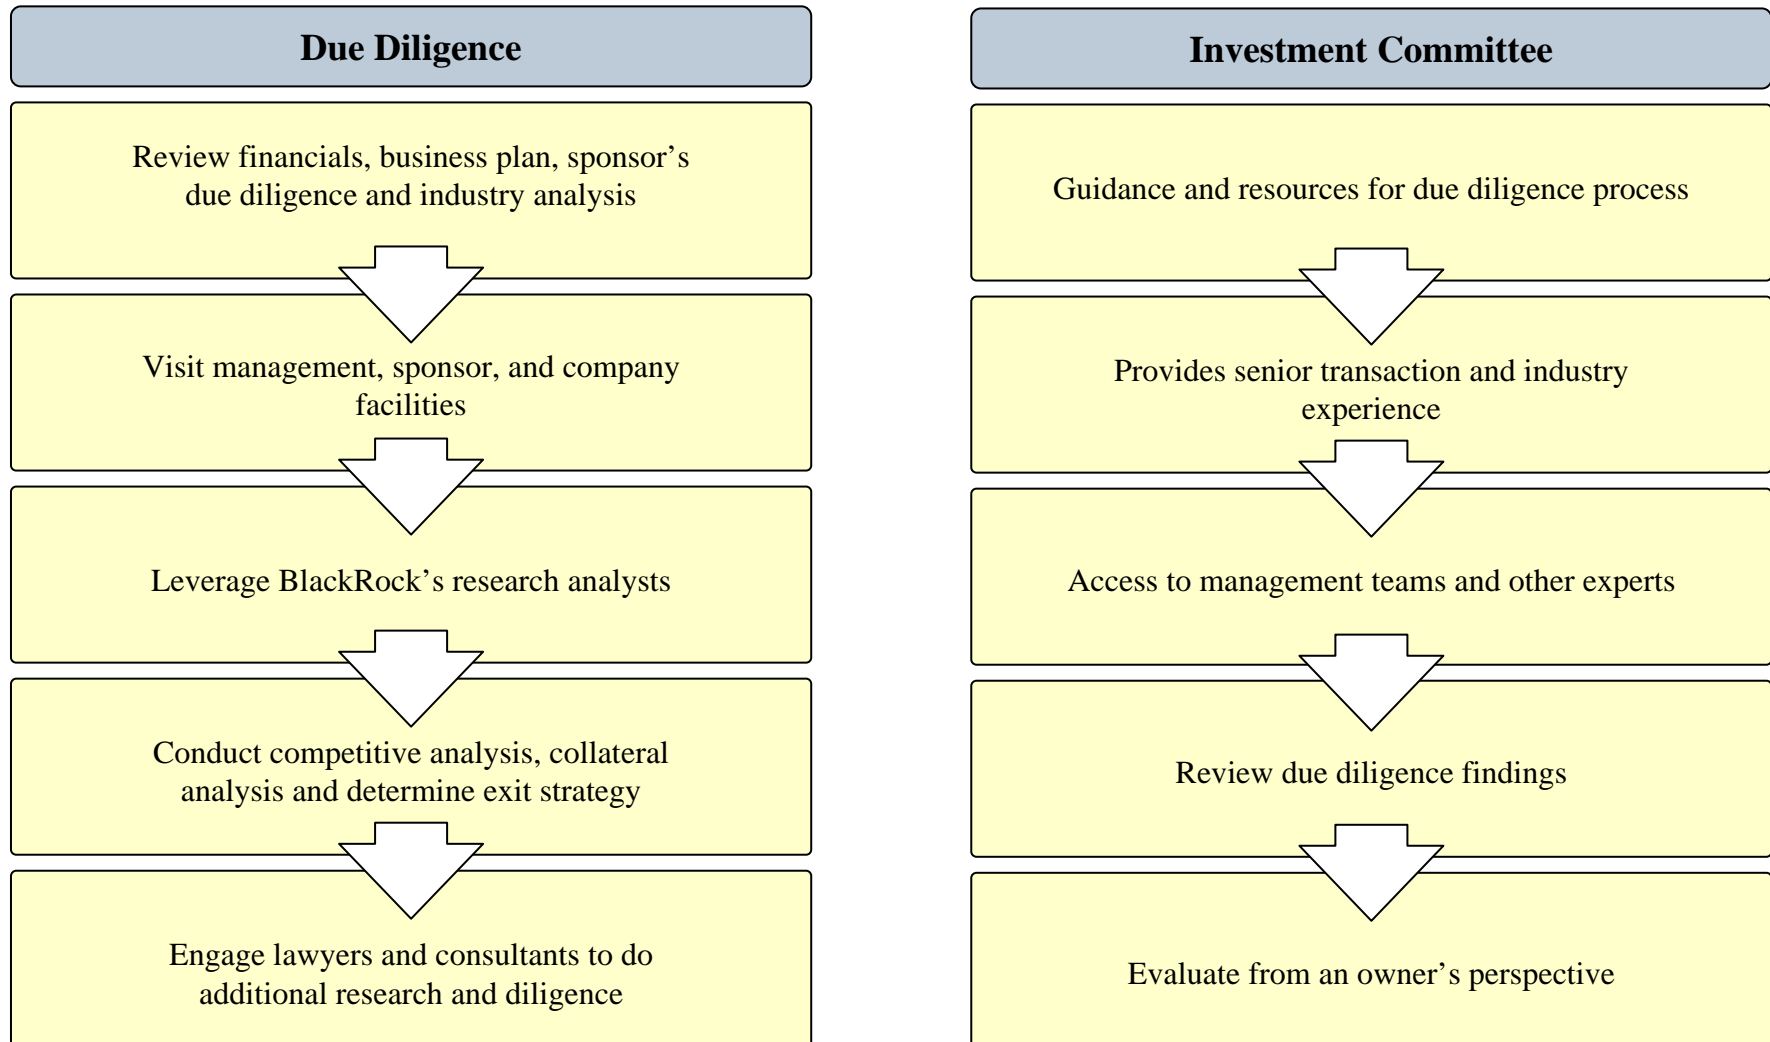 Due Diligence
Review financials, business plan, sponsor’s
due diligence and industry analysis
Visit management, sponsor, and company
facilities
Leverage BlackRock’s research analysts
Conduct competitive analysis, collateral
analysis and determine exit strategy
Engage lawyers and consultants to do
additional research and diligence
Investment Committee
Guidance and resources for due diligence process
Provides senior transaction and industry
experience
Access to management teams and other experts
Review due diligence findings
Evaluate from an owner’s perspective